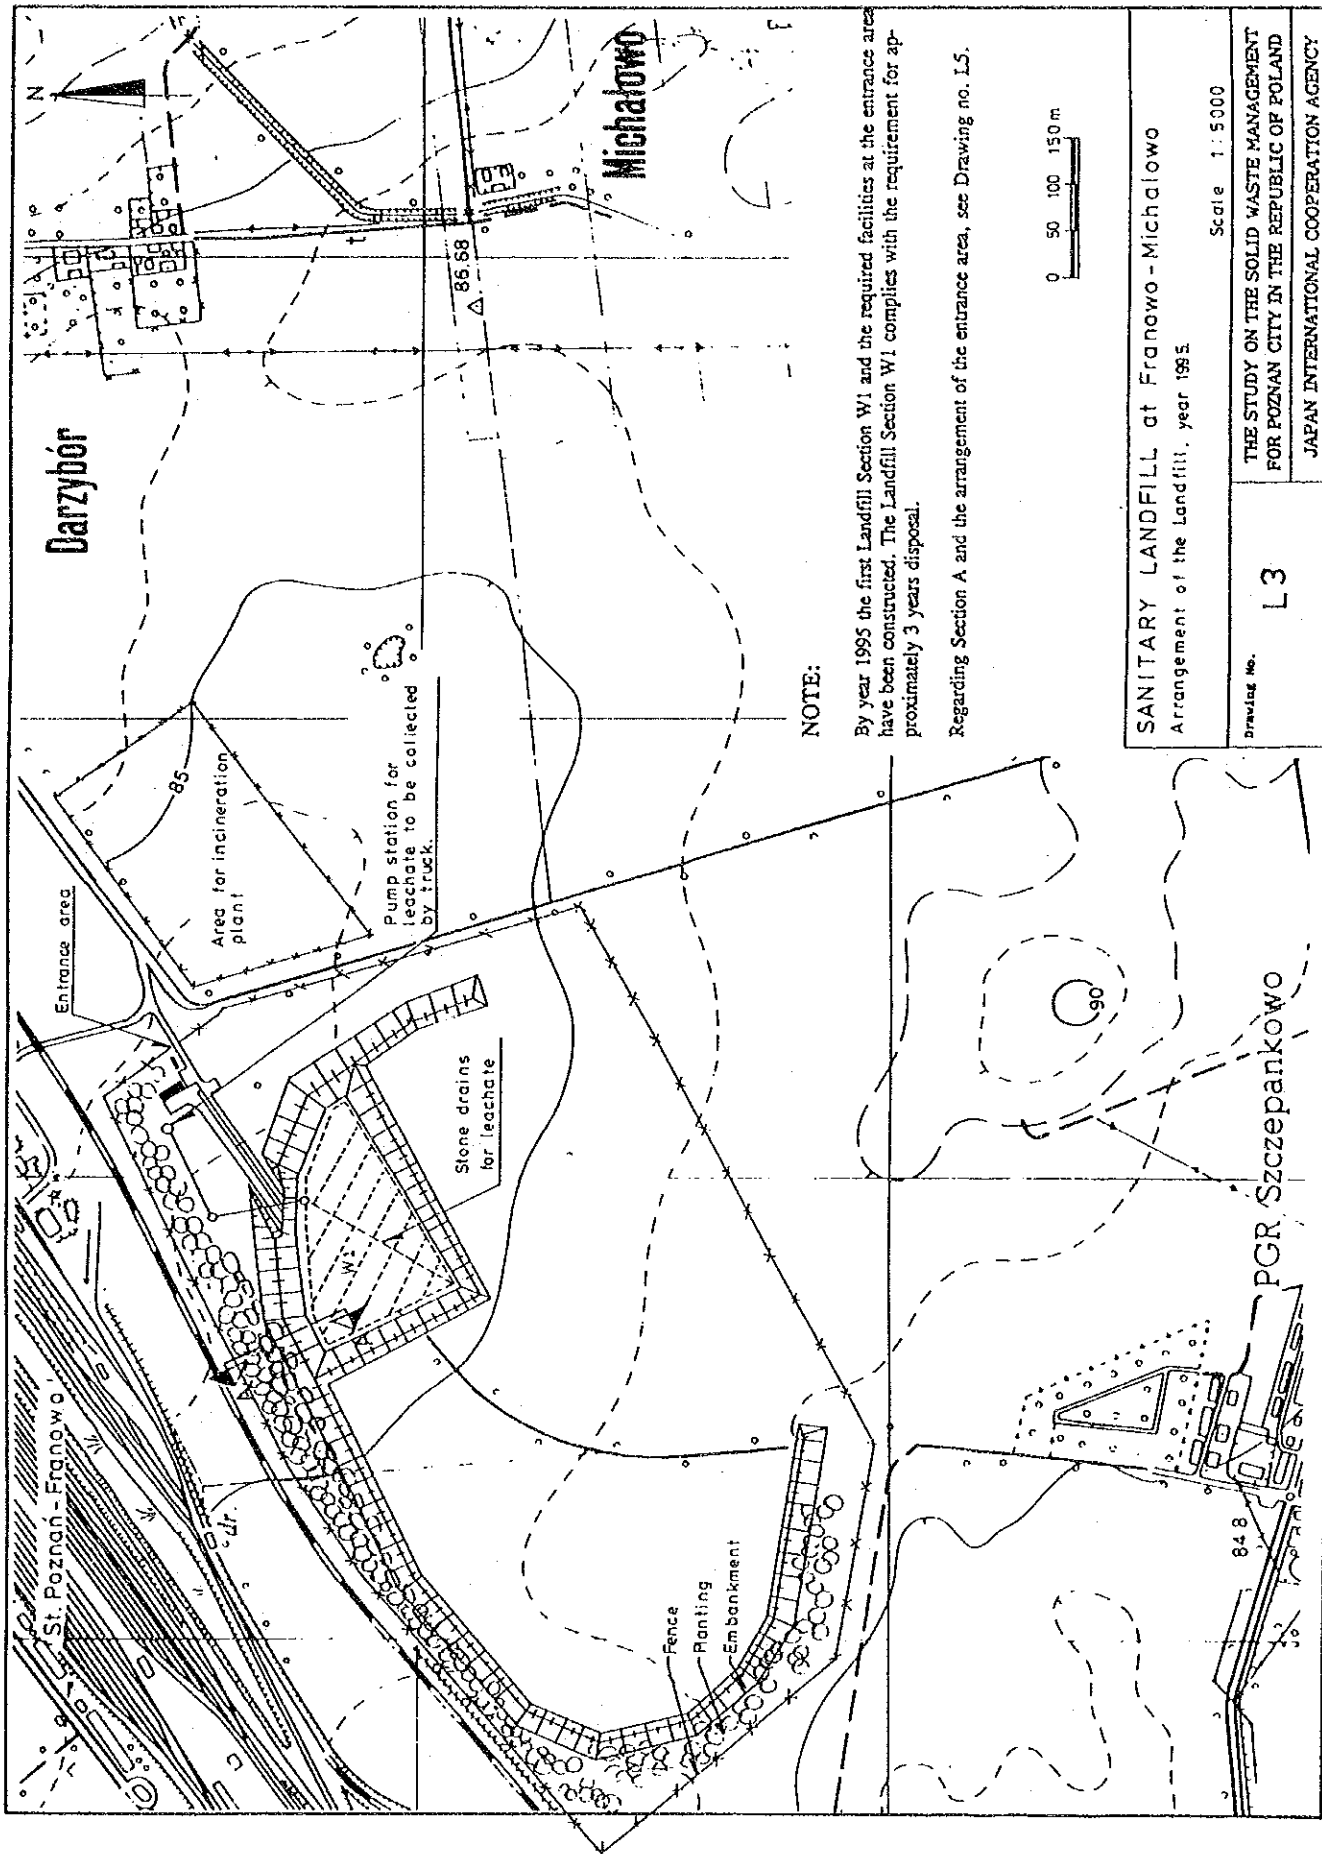 St. Poznań-Franowo
dr.
Entrance area
Darzybór
N
85
Area for incineration
plant
Pump station for
leachate to be collected
by truck.
t
86.68
Michałowo
W1
Stone drains
for leachate
A
A
Fence
Planting
Embankment
90
PGR Szczepankowo
84 8
NOTE:
By year 1995 the first Landfill Section W1 and the required facilities at the entrance area
have been constructed. The Landfill Section W1 complies with the requirement for ap-
proximately 3 years disposal.
Regarding Section A and the arrangement of the entrance area, see Drawing no. L5.
0 50 100 150 m
SANITARY LANDFILL at Franowo-Michalowo
Arrangement of the Landfill, year 1995.
Scale 1:5000
Drawing No.
L3
THE STUDY ON THE SOLID WASTE MANAGEMENT
FOR POZNAN CITY IN THE REPUBLIC OF POLAND
JAPAN INTERNATIONAL COOPERATION AGENCY